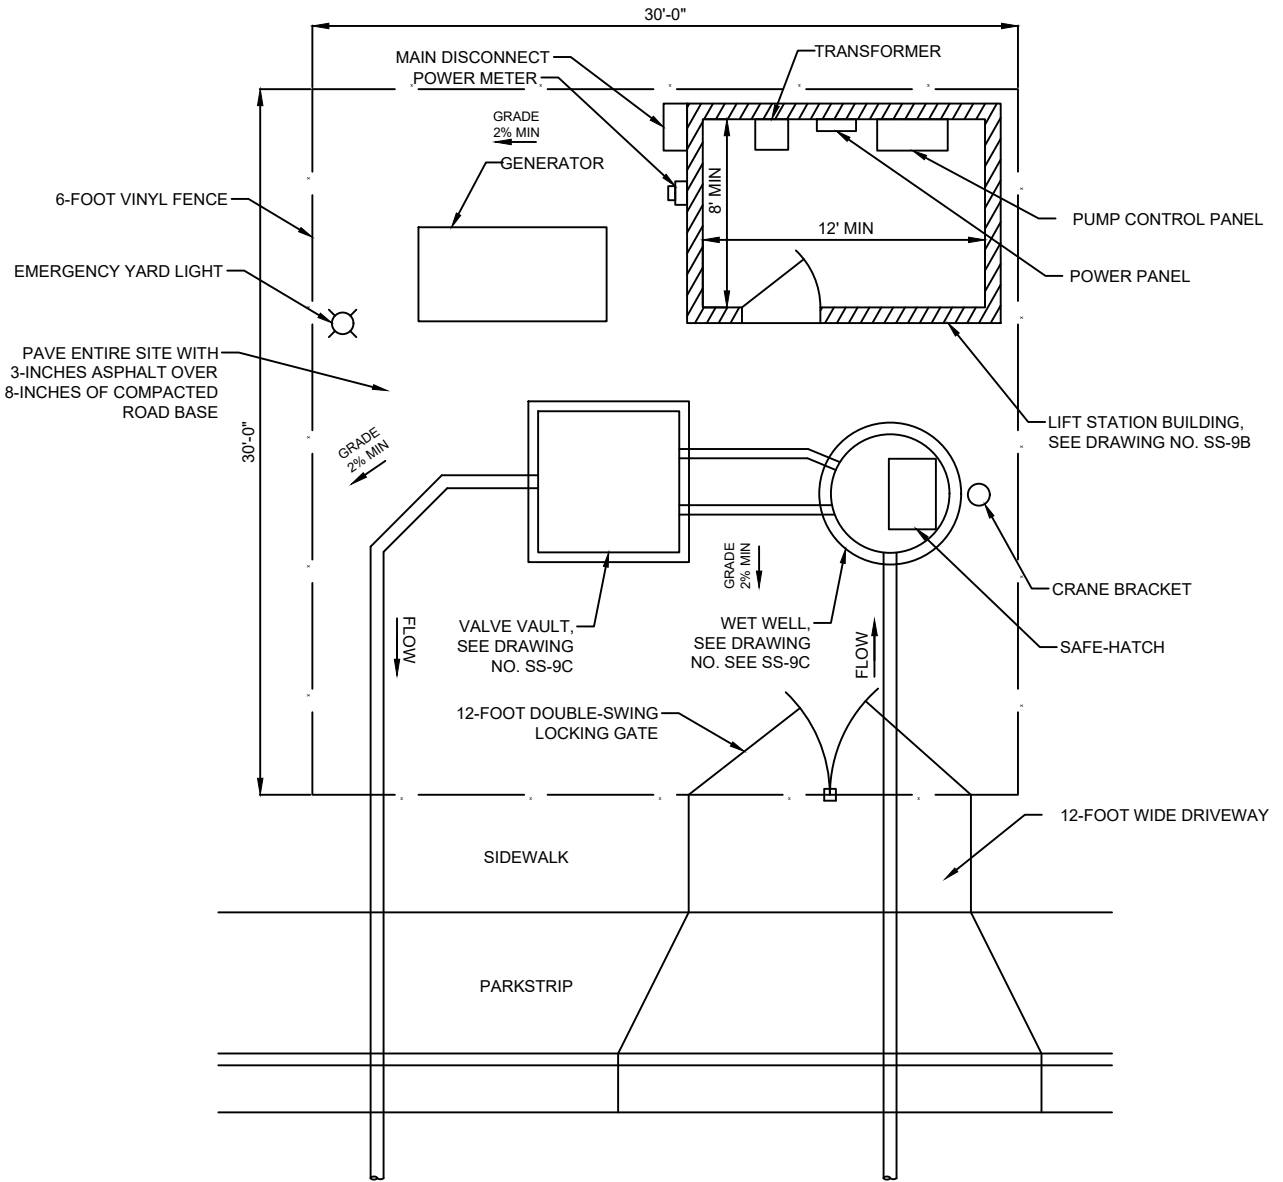 30'-0"
MAIN DISCONNECT
POWER METER
TRANSFORMER
GRADE
2% MIN
GENERATOR
6-FOOT VINYL FENCE
8' MIN
12' MIN
PUMP CONTROL PANEL
POWER PANEL
EMERGENCY YARD LIGHT
PAVE ENTIRE SITE WITH
3-INCHES ASPHALT OVER
8-INCHES OF COMPACTED
ROAD BASE
30'-0"
GRADE
2% MIN
LIFT STATION BUILDING,
SEE DRAWING NO. SS-9B
GRADE
2% MIN
CRANE BRACKET
FLOW
VALVE VAULT,
SEE DRAWING
NO. SS-9C
WET WELL,
SEE DRAWING
NO. SEE SS-9C
FLOW
SAFE-HATCH
12-FOOT DOUBLE-SWING
LOCKING GATE
12-FOOT WIDE DRIVEWAY
SIDEWALK
PARKSTRIP